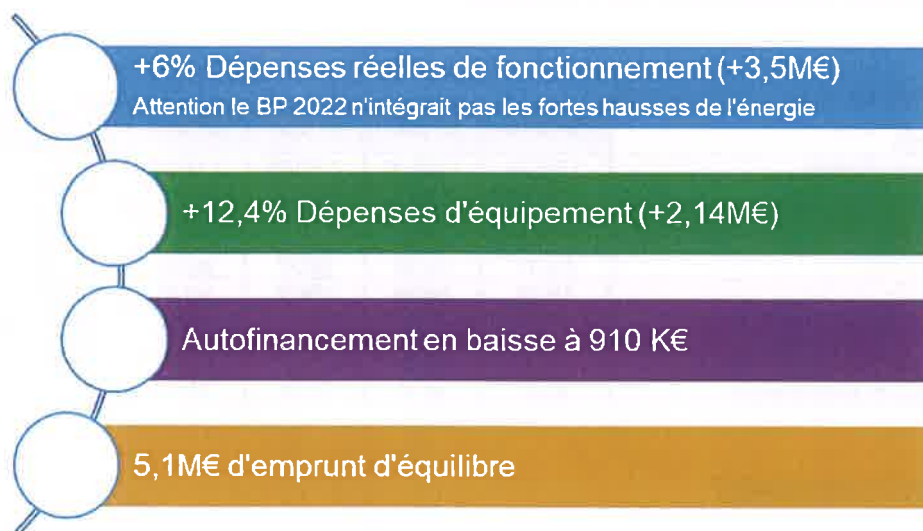 +6% Dépenses réelles de fonctionnement (+3,5M€)
Attention le BP 2022 n'intégrait pas les fortes hausses de l'énergie
+12,4% Dépenses d'équipement (+2,14M€)
Autofinancement en baisse à 910 K€
5,1M€ d'emprunt d'équilibre